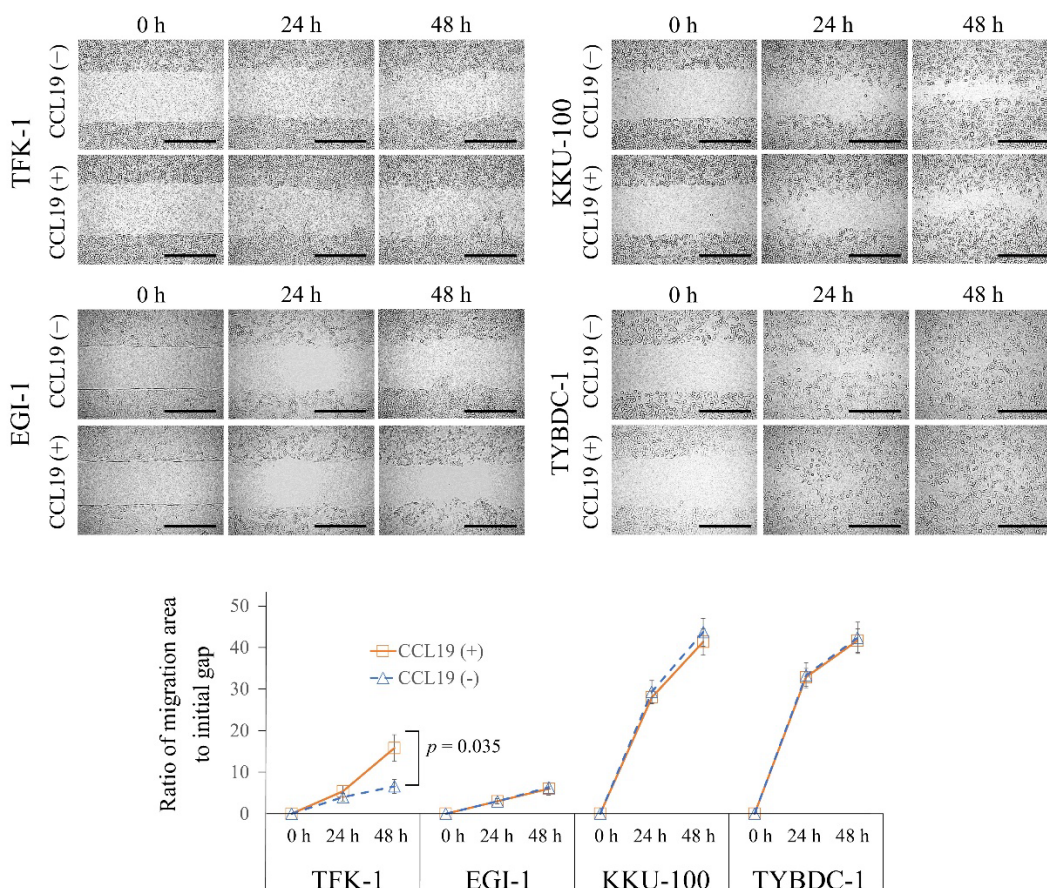 0 h 24 h 48 h
TFK-1
CCL19 (−)
CCL19 (+)
0 h 24 h 48 h
KKU-100
CCL19 (−)
CCL19 (+)
0 h 24 h 48 h
EGI-1
CCL19 (−)
CCL19 (+)
0 h 24 h 48 h
TYBDC-1
CCL19 (−)
CCL19 (+)
Ratio of migration area
to initial gap
50
40
30
20
10
0
CCL19 (+)
CCL19 (-)
p = 0.035
0 h 24 h 48 h 0 h 24 h 48 h 0 h 24 h 48 h 0 h 24 h 48 h
TFK-1 EGI-1 KKU-100 TYBDC-1